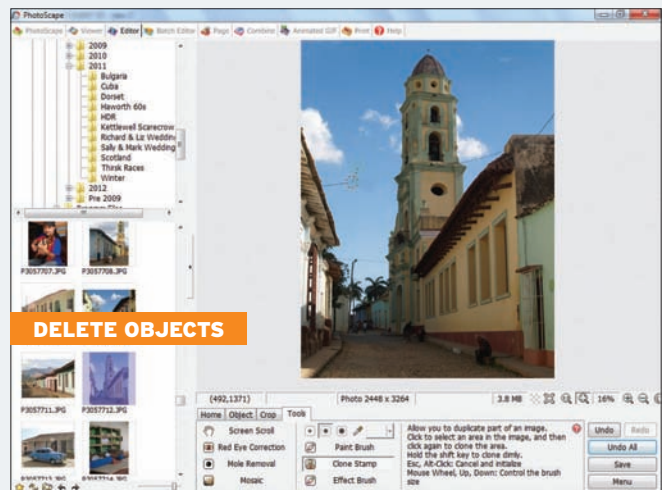 PhotoScape
PhotoScape Viewer Editor Batch Editor Page Combine Animated GIF Print Help
2009
2010
2011
Bulgaria
Cuba
Dorset
Haworth 60s
HDR
Kettlewell Scarecrow
Richard & Liz Wedding
Sally & Mark Wedding
Scotland
Thirsk Races
Winter
2012
Pre 2009
P3057707.JPG P3057708.JPG
DELETE OBJECTS
P3057711.JPG P3057712.JPG
P3057713.JPG P3057714.JPG
(492,1371) Photo 2448 x 3264 3.8 MB 16%
Home Object Crop Tools
Screen Scroll
Red Eye Correction
Mole Removal
Mosaic
Paint Brush
Clone Stamp
Effect Brush
Allow you to duplicate part of an image.
Click to select an area in the image, and then
click again to clone the area.
Hold the shift key to clone dimly.
Esc, Alt-Click: Cancel and initialize
Mouse Wheel, Up, Down: Control the brush
size
Undo Redo
Undo All
Save
Menu